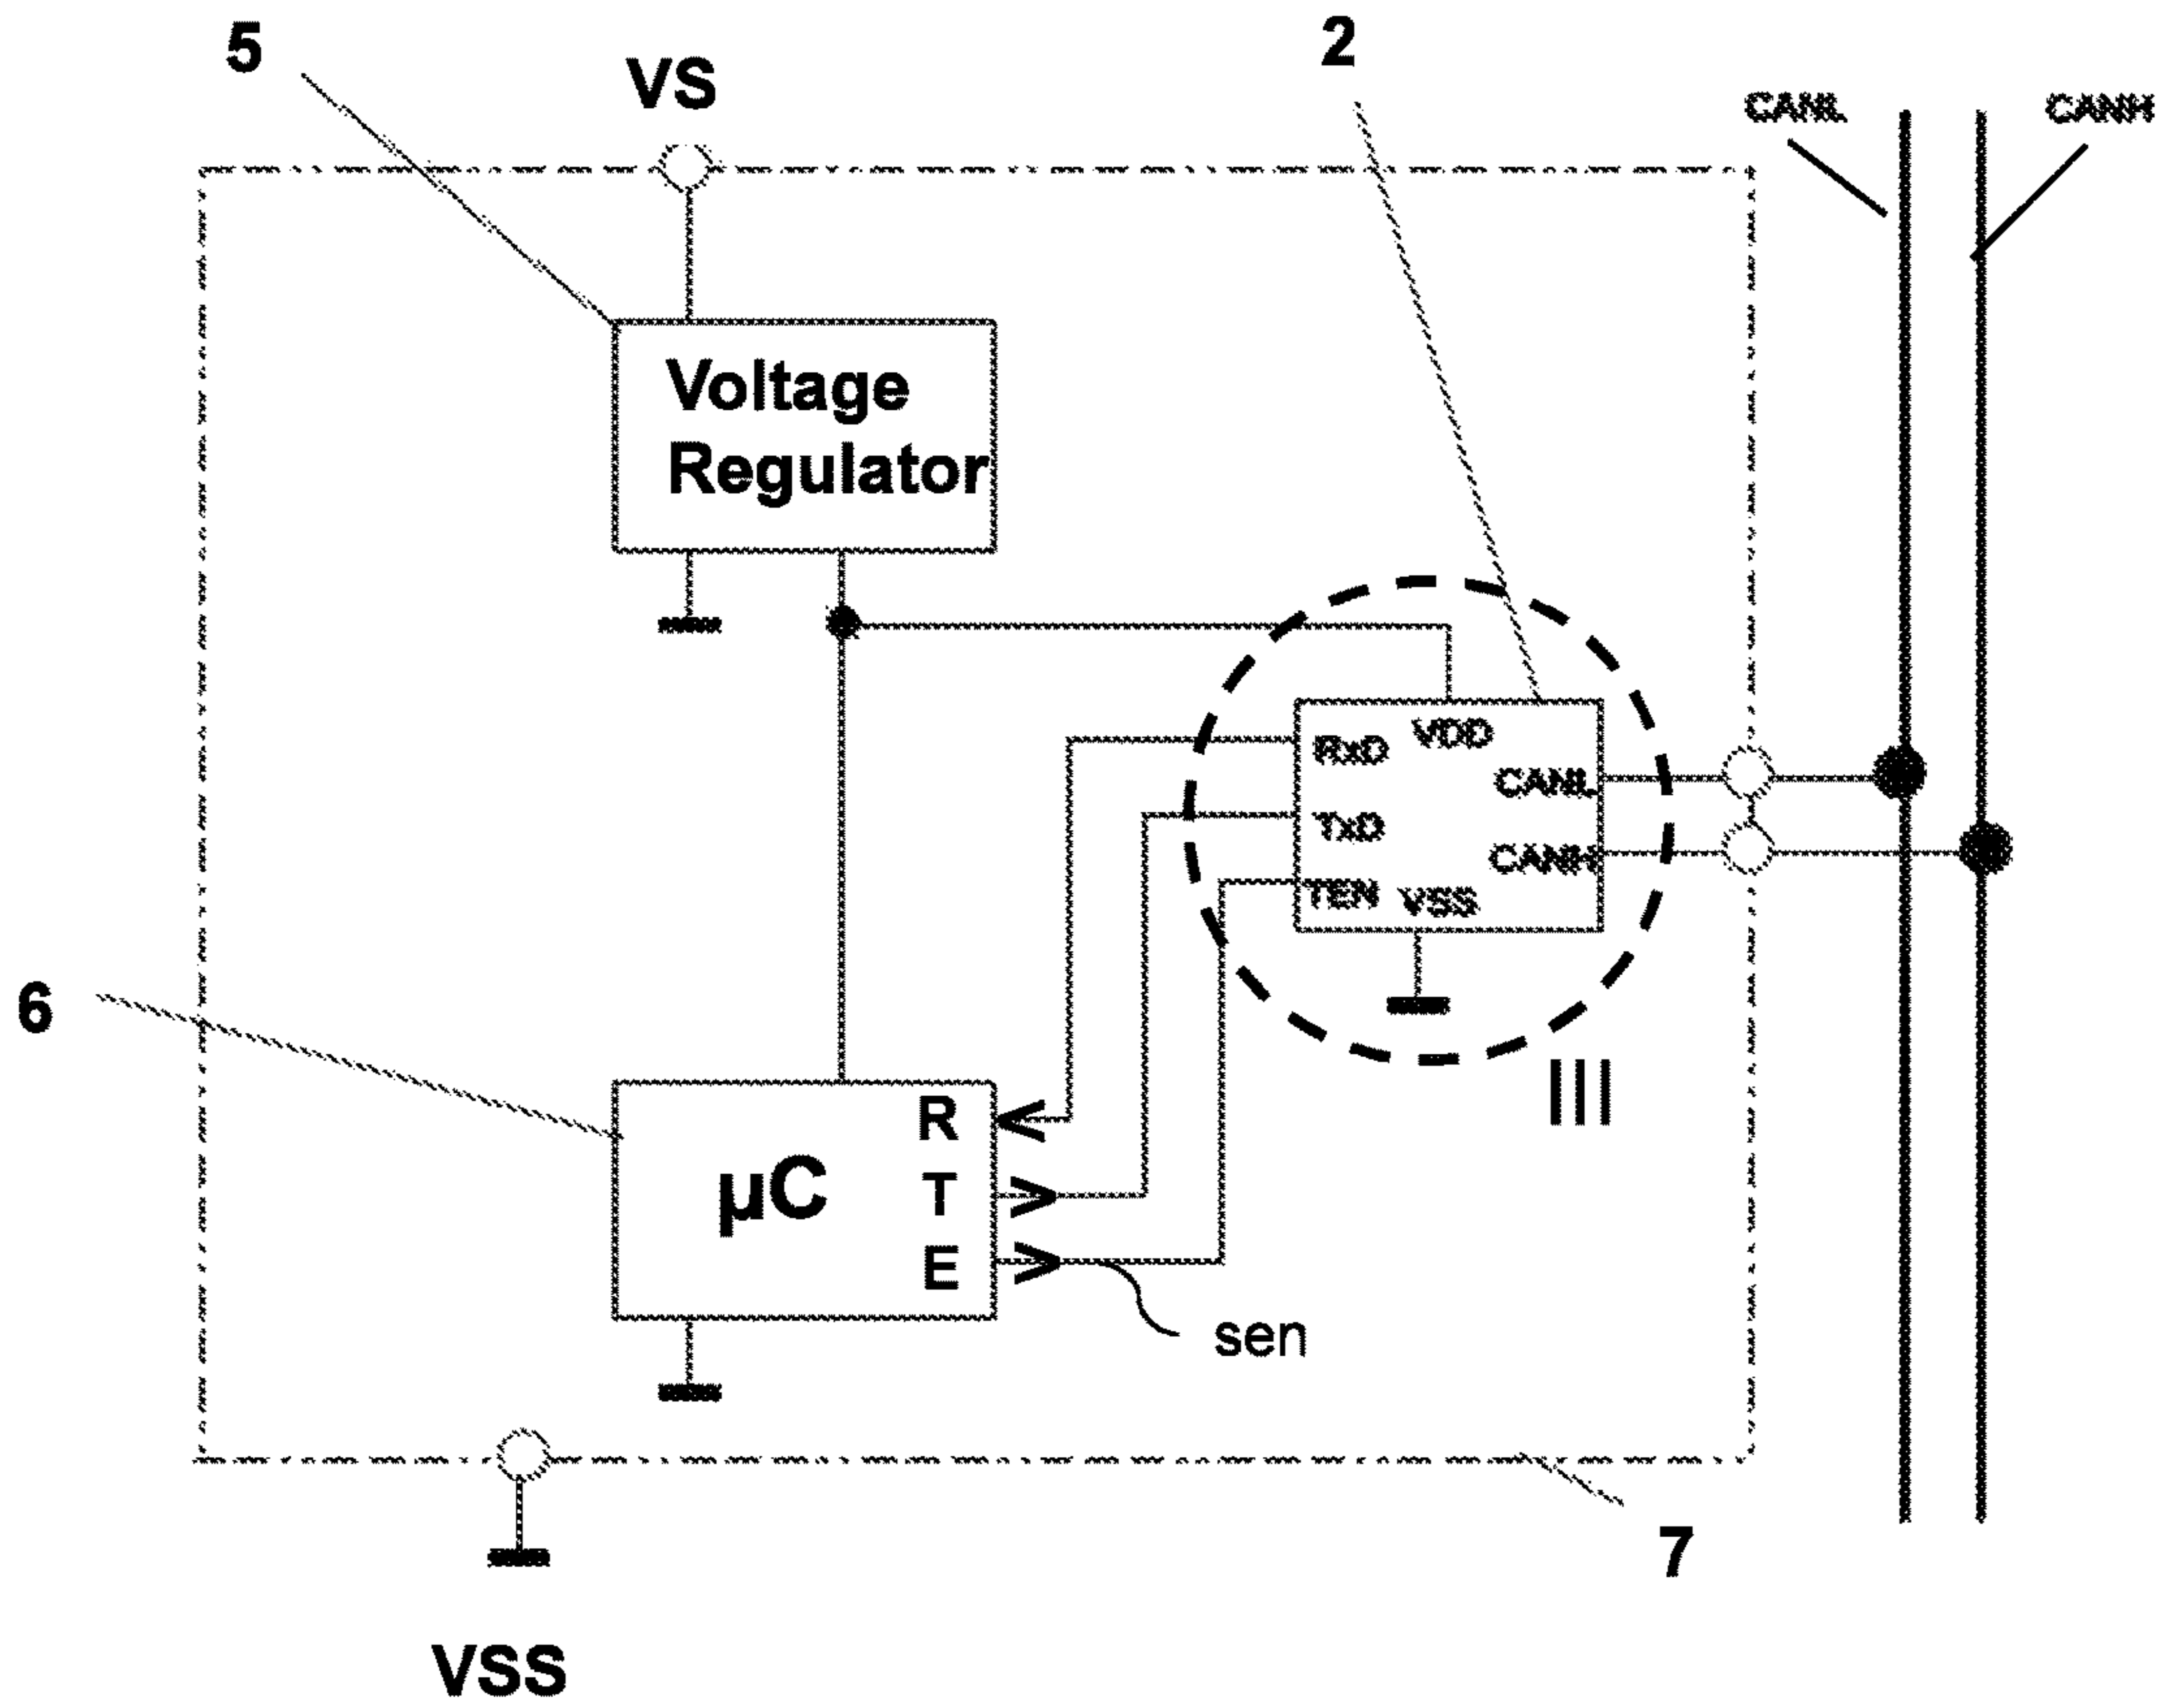 5
VS
2
CANL
CANH
Voltage
Regulator
RxD
VDD
CANL
TxD
CANH
TEN
VSS
6
III
R
µC
T
E
sen
7
VSS